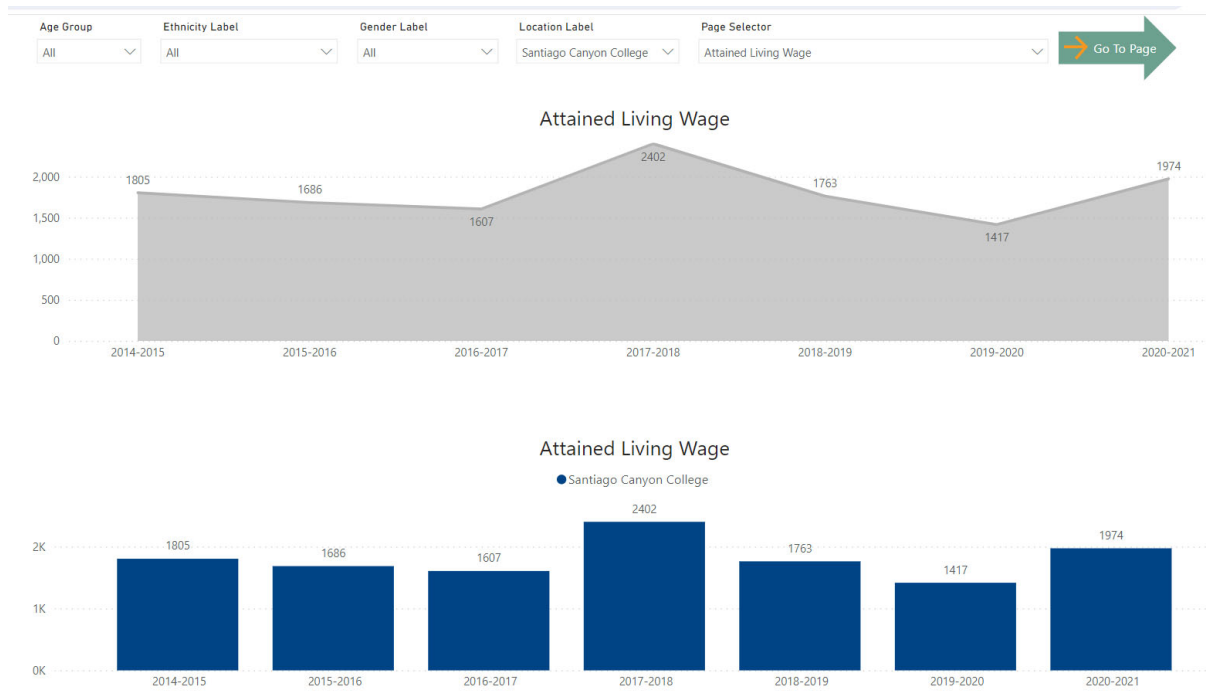 Age Group Ethnicity Label Gender Label Location Label Page Selector
All All All Santiago Canyon College Attained Living Wage Go To Page
Attained Living Wage
2402
2,000 1805 1686 1763 1974
1,500 1607 1417
1,000
500
0
2014-2015 2015-2016 2016-2017 2017-2018 2018-2019 2019-2020 2020-2021
Attained Living Wage
Santiago Canyon College
2402
2K 1805 1686 1607 1763 1417 1974
1K
0K
2014-2015 2015-2016 2016-2017 2017-2018 2018-2019 2019-2020 2020-2021